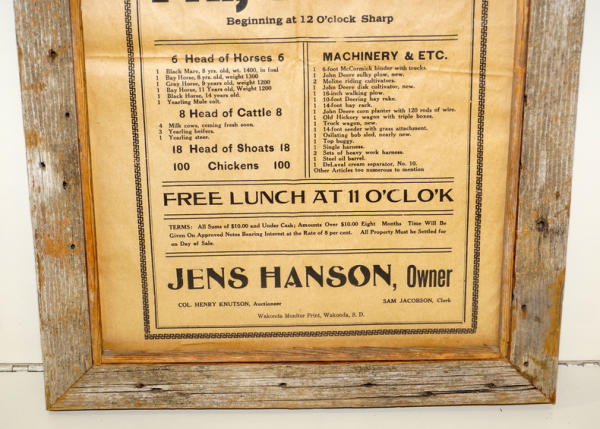 Beginning at 12 O'clock Sharp
6 Head of Horses 6
1 Black Mare, 8 yrs. old, wt. 1400, in foal
1 Bay Horse, 8 yrs. old, weight 1300
1 Gray Horse, 9 years old, weight 1200
1 Bay Horse, 11 Years old, Weight 1200
1 Black Horse, 14 years old.
1 Yearling Mule colt.
8 Head of Cattle 8
4 Milk cows, coming fresh soon.
3 Yearling heifers.
1 Yearling steer.
18 Head of Shoats 18
100 Chickens 100
MACHINERY & ETC.
1 6-foot McCormick binder with trucks.
1 John Deere sulky plow, new.
2 Moline riding cultivators.
1 John Deere disk cultivator, new.
1 16-inch walking plow.
1 10-foot Deering hay rake.
1 14-foot hay rack.
1 John Deere corn planter with 120 rods of wire.
1 Old Hickory wagon with triple boxes.
1 Truck wagon, new.
1 14-foot seeder with grass attachment.
1 Osilating bob sled, nearly new.
1 Top buggy.
1 Single harness.
2 Sets of heavy work harness.
1 Steel oil barrel.
1 DeLaval cream separator, No. 10.
Other Articles too numerous to mention
FREE LUNCH AT 11 O'CLO'K
TERMS: All Sums of $10.00 and Under Cash; Amounts Over $10.00 Eight Months Time Will Be
Given On Approved Notes Bearing Interest at the Rate of 8 per cent. All Property Must be Settled for
on Day of Sale.
JENS HANSON, Owner
COL. HENRY KNUTSON, Auctioneer
SAM JACOBSON, Clerk
Wakonda Monitor Print, Wakonda, S. D.